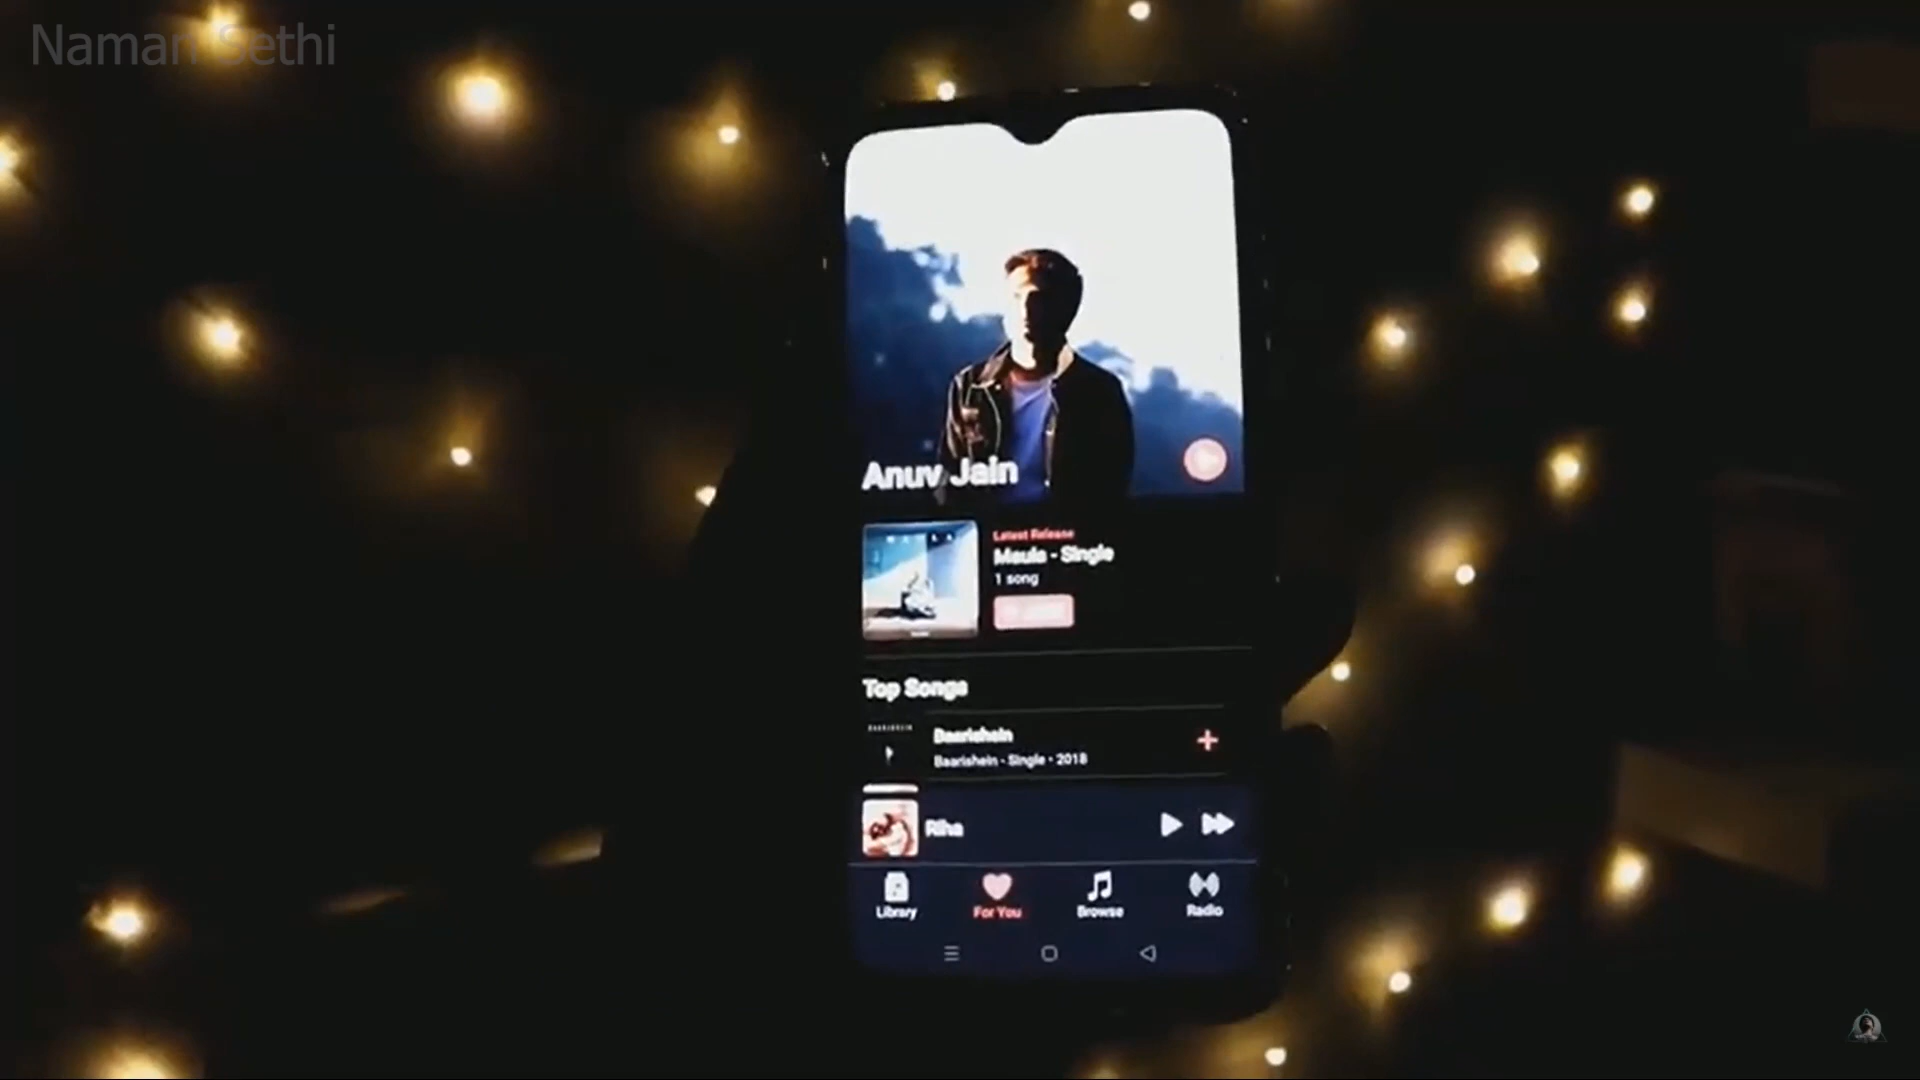 Naman Sethi
Anuv Jain
Latest Release
Maula - Single
1 song
Top Songs
Baarishein
Baarishein - Single • 2018
Riha
Library
For You
Browse
Radio